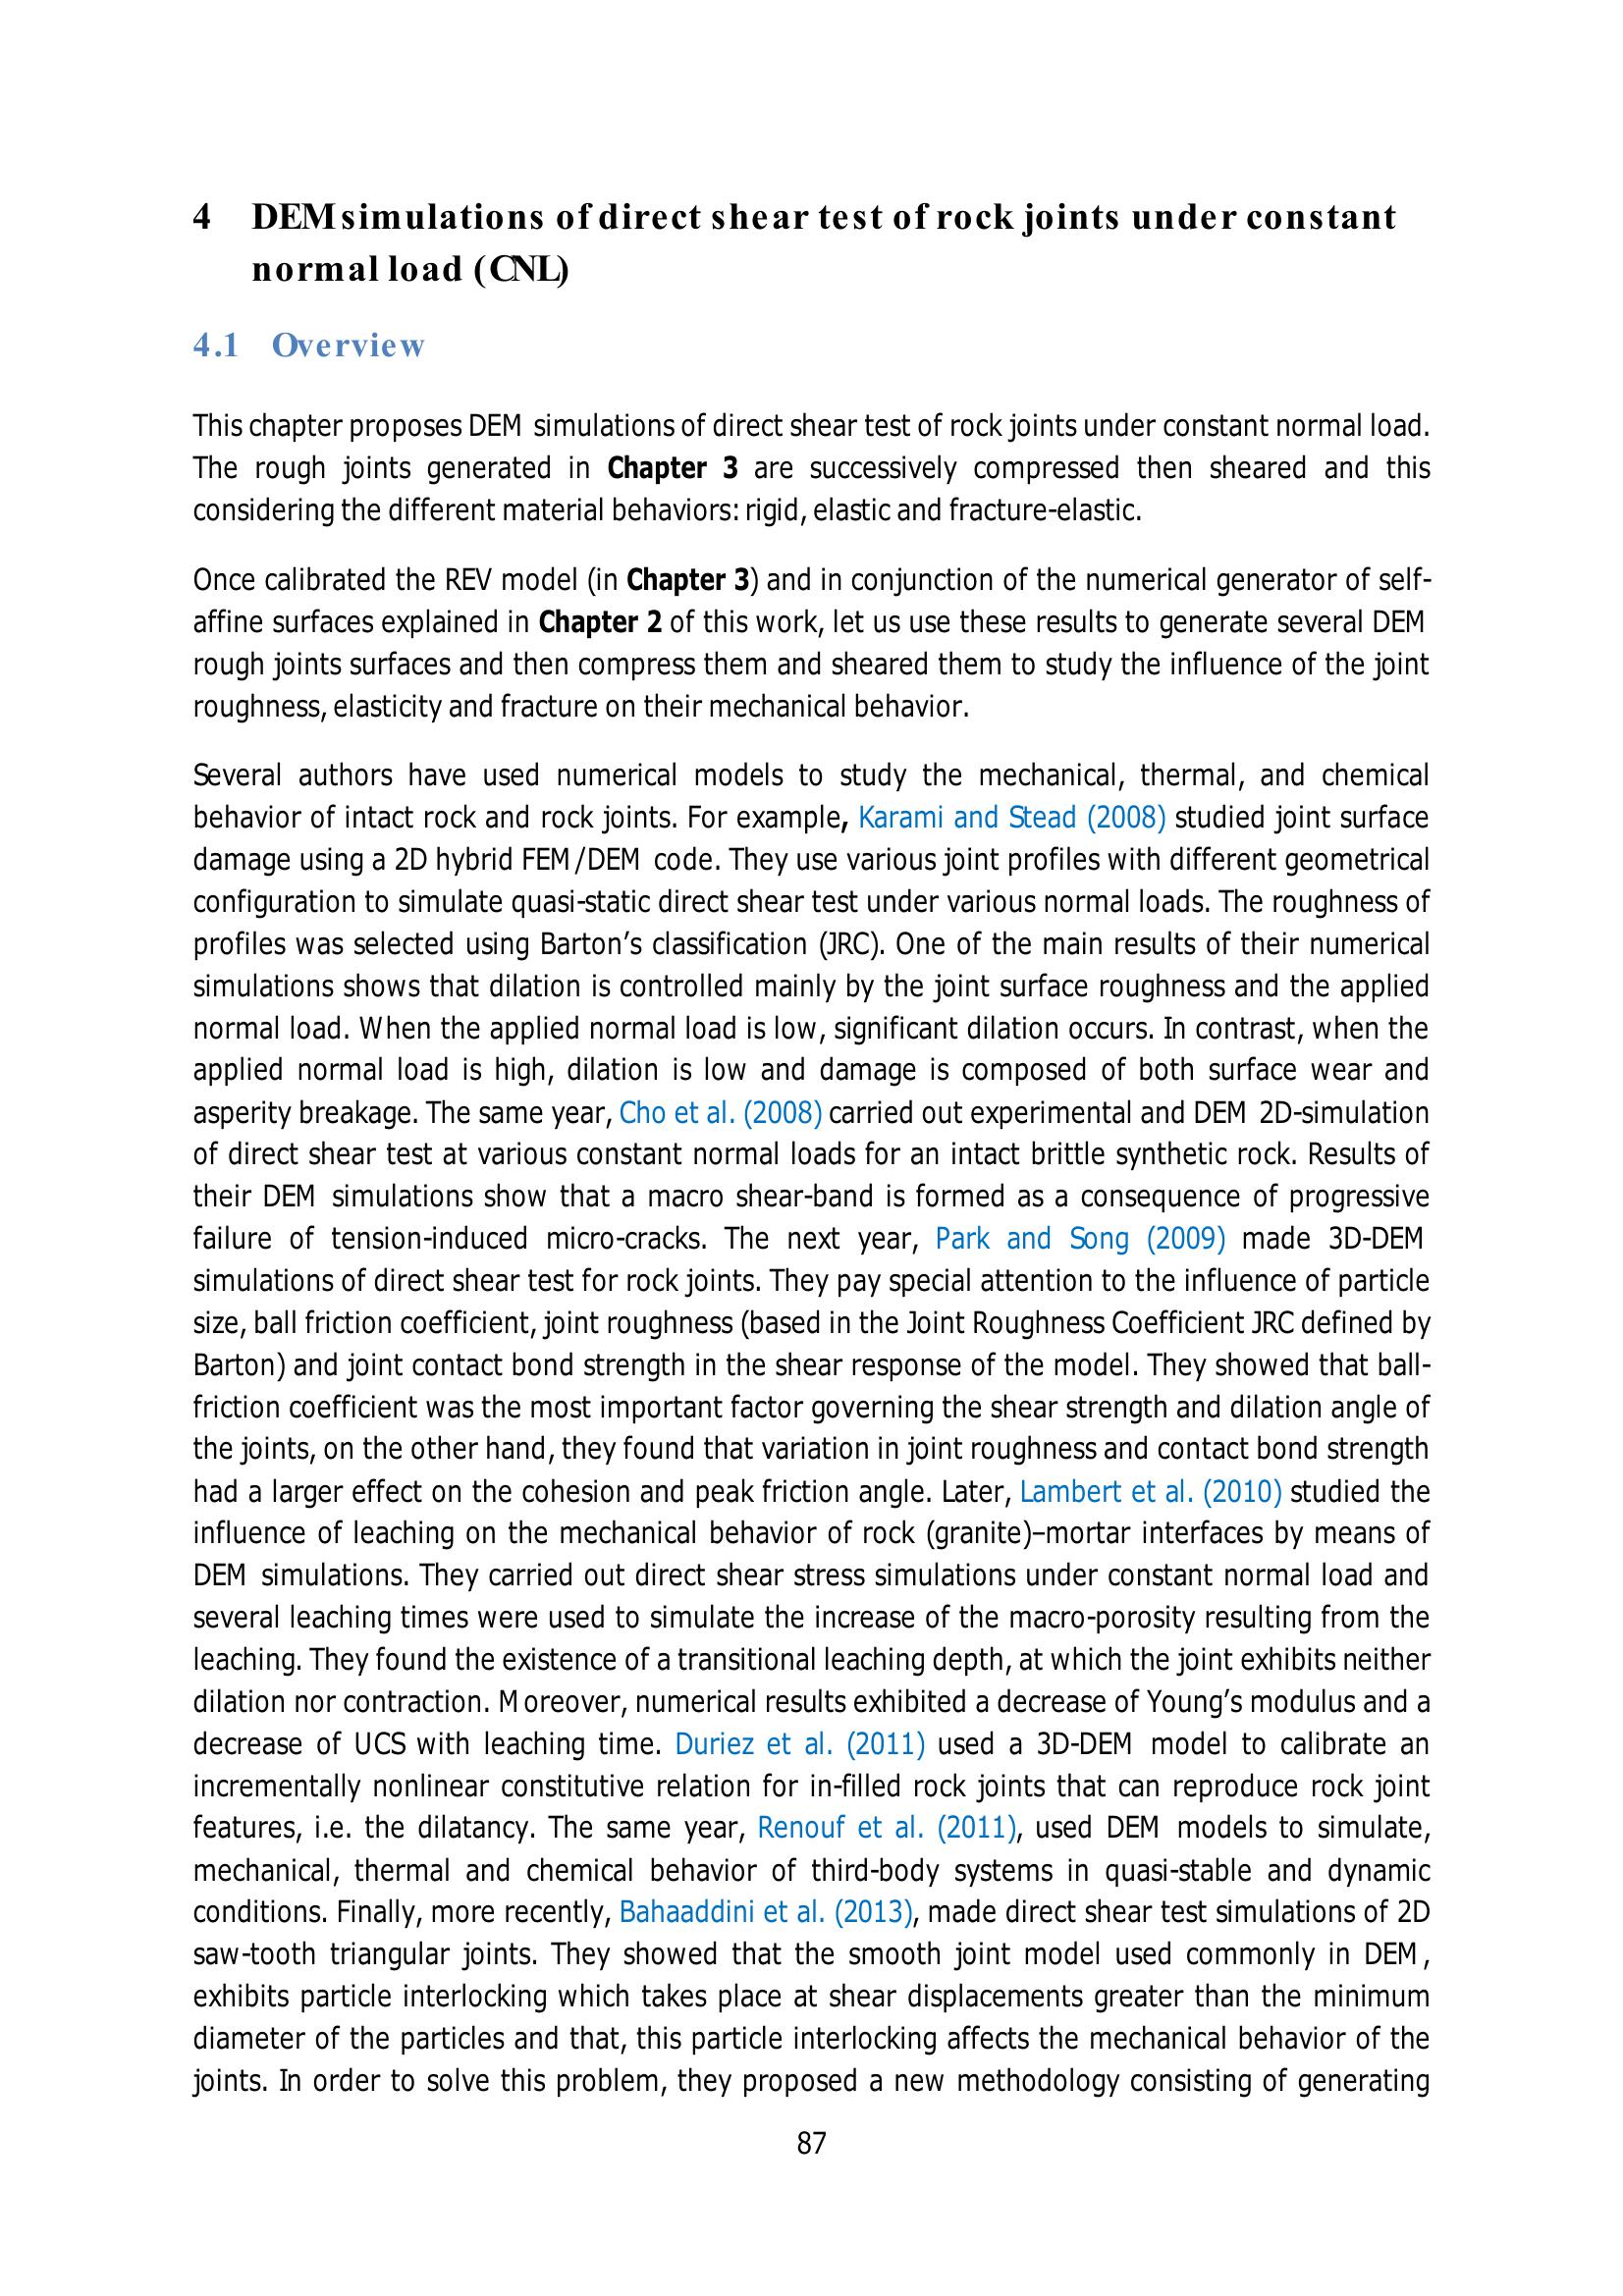 4 DEM simulations of direct shear test of rock joints under constant
normal load (CNL)
4.1 Overview
This chapter proposes DEM simulations of direct shear test of rock joints under constant normal load.
The rough joints generated in Chapter 3 are successively compressed then sheared and this
considering the different material behaviors: rigid, elastic and fracture-elastic.
Once calibrated the REV model (in Chapter 3) and in conjunction of the numerical generator of self-
affine surfaces explained in Chapter 2 of this work, let us use these results to generate several DEM
rough joints surfaces and then compress them and sheared them to study the influence of the joint
roughness, elasticity and fracture on their mechanical behavior.
Several authors have used numerical models to study the mechanical, thermal, and chemical
behavior of intact rock and rock joints. For example, Karami and Stead (2008) studied joint surface
damage using a 2D hybrid FEM/DEM code. They use various joint profiles with different geometrical
configuration to simulate quasi-static direct shear test under various normal loads. The roughness of
profiles was selected using Barton’s classification (JRC). One of the main results of their numerical
simulations shows that dilation is controlled mainly by the joint surface roughness and the applied
normal load. When the applied normal load is low, significant dilation occurs. In contrast, when the
applied normal load is high, dilation is low and damage is composed of both surface wear and
asperity breakage. The same year, Cho et al. (2008) carried out experimental and DEM 2D-simulation
of direct shear test at various constant normal loads for an intact brittle synthetic rock. Results of
their DEM simulations show that a macro shear-band is formed as a consequence of progressive
failure of tension-induced micro-cracks. The next year, Park and Song (2009) made 3D-DEM
simulations of direct shear test for rock joints. They pay special attention to the influence of particle
size, ball friction coefficient, joint roughness (based in the Joint Roughness Coefficient JRC defined by
Barton) and joint contact bond strength in the shear response of the model. They showed that ball-
friction coefficient was the most important factor governing the shear strength and dilation angle of
the joints, on the other hand, they found that variation in joint roughness and contact bond strength
had a larger effect on the cohesion and peak friction angle. Later, Lambert et al. (2010) studied the
influence of leaching on the mechanical behavior of rock (granite)–mortar interfaces by means of
DEM simulations. They carried out direct shear stress simulations under constant normal load and
several leaching times were used to simulate the increase of the macro-porosity resulting from the
leaching. They found the existence of a transitional leaching depth, at which the joint exhibits neither
dilation nor contraction. Moreover, numerical results exhibited a decrease of Young’s modulus and a
decrease of UCS with leaching time. Duriez et al. (2011) used a 3D-DEM model to calibrate an
incrementally nonlinear constitutive relation for in-filled rock joints that can reproduce rock joint
features, i.e. the dilatancy. The same year, Renouf et al. (2011), used DEM models to simulate,
mechanical, thermal and chemical behavior of third-body systems in quasi-stable and dynamic
conditions. Finally, more recently, Bahaaddini et al. (2013), made direct shear test simulations of 2D
saw-tooth triangular joints. They showed that the smooth joint model used commonly in DEM,
exhibits particle interlocking which takes place at shear displacements greater than the minimum
diameter of the particles and that, this particle interlocking affects the mechanical behavior of the
joints. In order to solve this problem, they proposed a new methodology consisting of generating
87